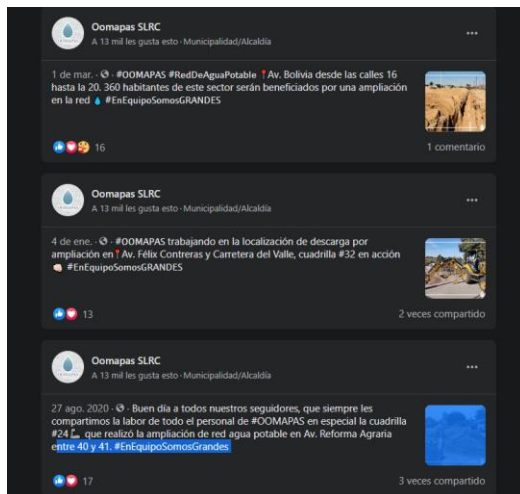 Oomapas SLRC
A 13 mil les gusta esto · Municipalidad/Alcaldía
1 de mar. · #OOMAPAS #RedDeAguaPotable 📍Av. Bolivia desde las calles 16
hasta la 20. 360 habitantes de este sector serán beneficiados por una ampliación
en la red 💧 #EnEquipoSomosGRANDES
16
1 comentario
Oomapas SLRC
A 13 mil les gusta esto · Municipalidad/Alcaldía
4 de ene. · #OOMAPAS trabajando en la localización de descarga por
ampliación en📍Av. Félix Contreras y Carretera del Valle, cuadrilla #32 en acción
👊🏻 #EnEquipoSomosGRANDES
13
2 veces compartido
Oomapas SLRC
A 13 mil les gusta esto · Municipalidad/Alcaldía
27 ago. 2020 · Buen día a todos nuestros seguidores, que siempre les
compartimos la labor de todo el personal de #OOMAPAS en especial la cuadrilla
#24🦾 que realizó la ampliación de red agua potable en Av. Reforma Agraria
entre 40 y 41. #EnEquipoSomosGrandes
17
3 veces compartido